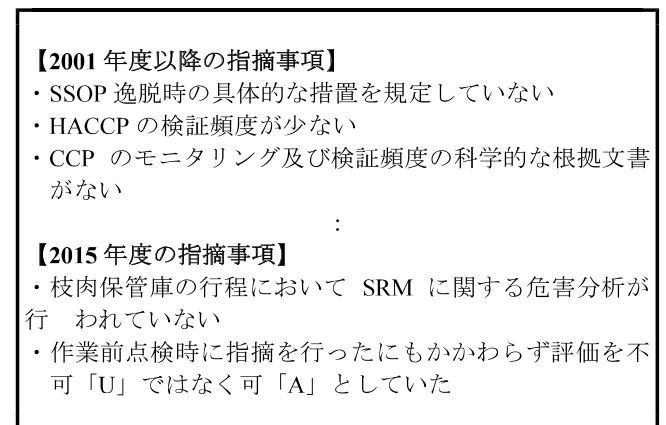 【2001 年度以降の指摘事項】
・SSOP 逸脱時の具体的な措置を規定していない
・HACCP の検証頻度が少ない
・CCP のモニタリング及び検証頻度の科学的な根拠文書
がない
:
【2015 年度の指摘事項】
・枝肉保管庫の行程において SRM に関する危害分析が
行 われていない
・作業前点検時に指摘を行ったにもかかわらず評価を不
可「U」ではなく可「A」としていた